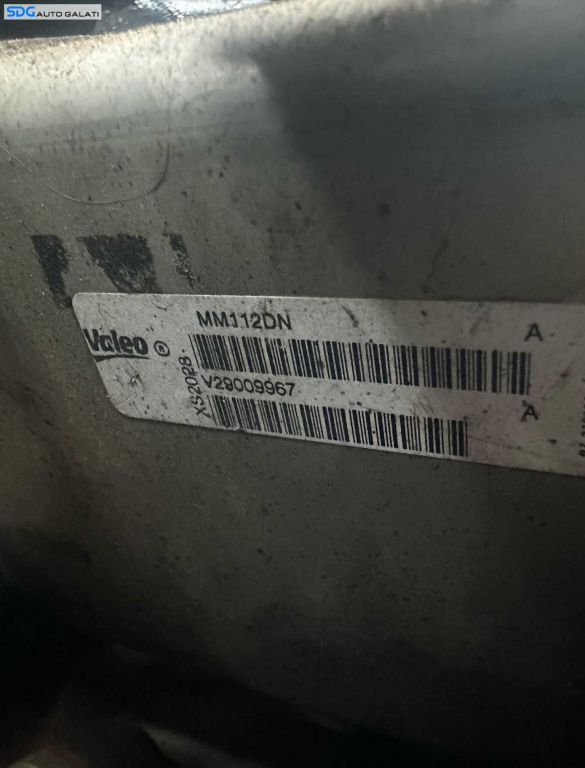 SDG AUTO GALATI
MM112DN
A
Valeo ®
XS2028
V29009967
A